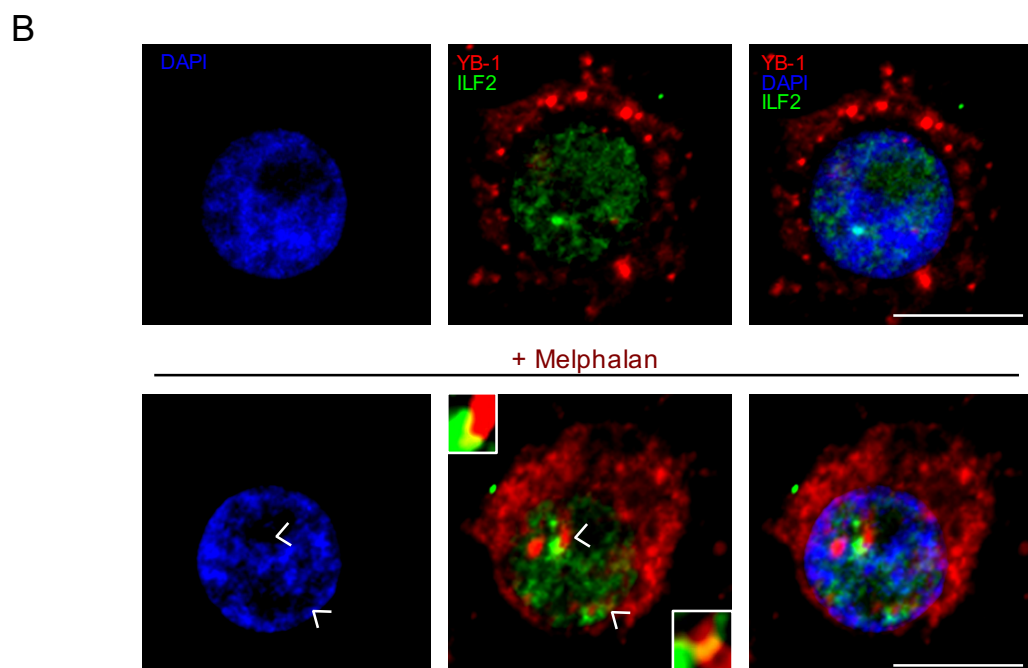 B
DAPI
YB-1
ILF2
YB-1
DAPI
ILF2
+ Melphalan